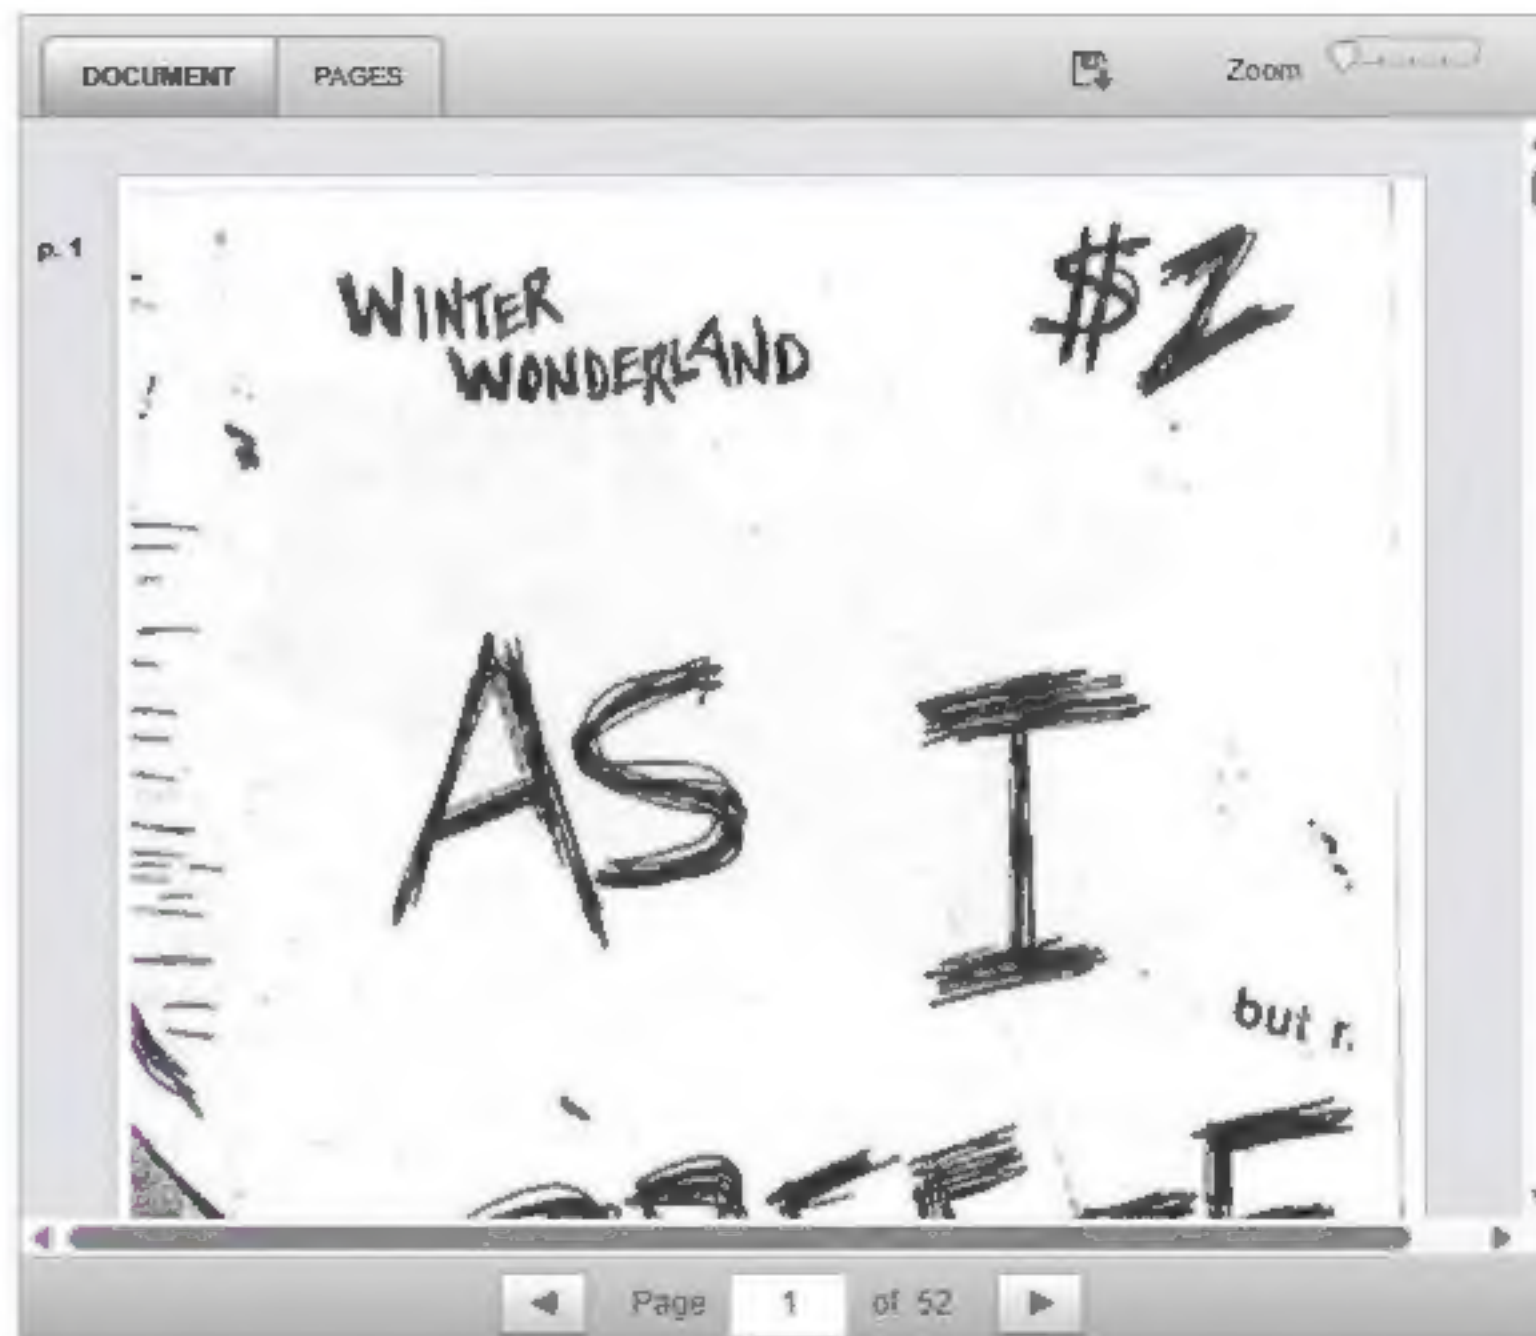 DOCUMENT PAGES Zoom
p. 1
WINTER $2
WONDERLAND
AS I
but r.
Page 1 of 52